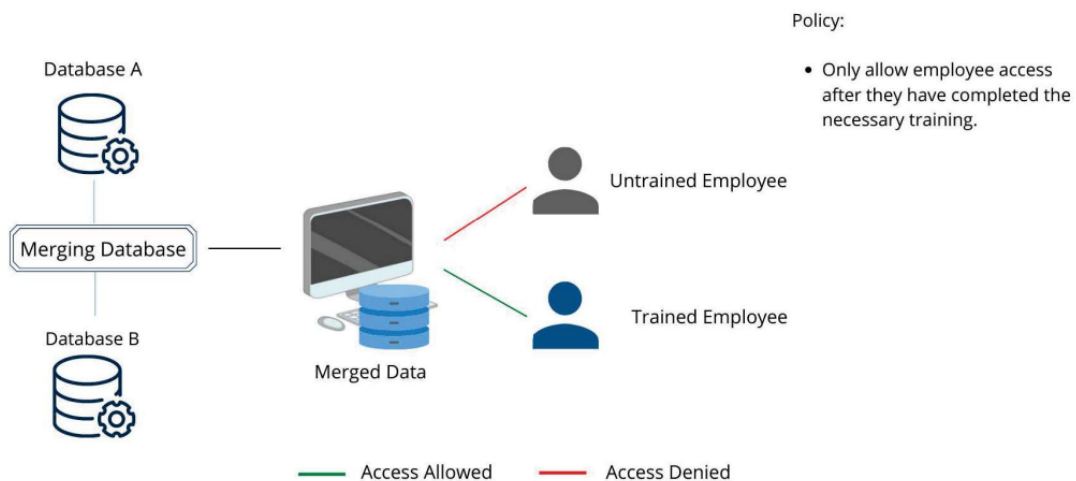 Policy:
• Only allow employee access
after they have completed the
necessary training.
Database A
Untrained Employee
Merging Database
Trained Employee
Database B
Merged Data
Access Allowed
Access Denied